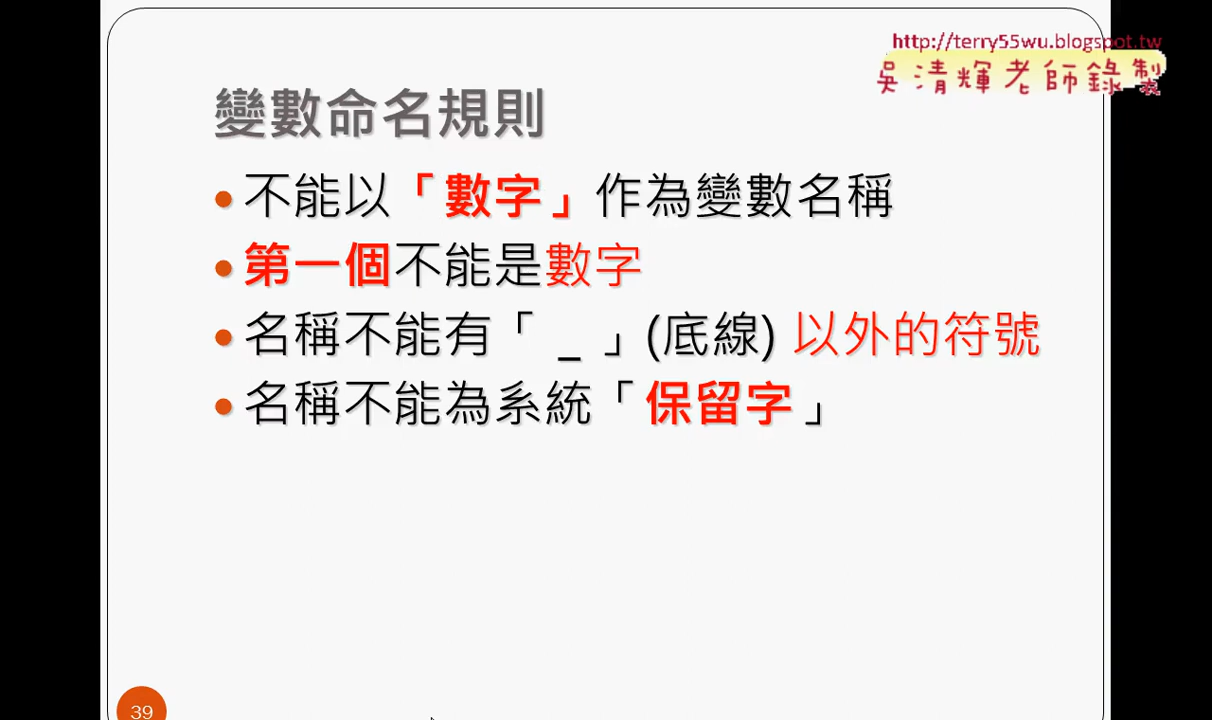 http://terry55wu.blogspot.tw
吳清輝老師錄製
變數命名規則
•不能以「數字」作為變數名稱
•第一個不能是數字
•名稱不能有「 _ 」(底線) 以外的符號
•名稱不能為系統「保留字」
39